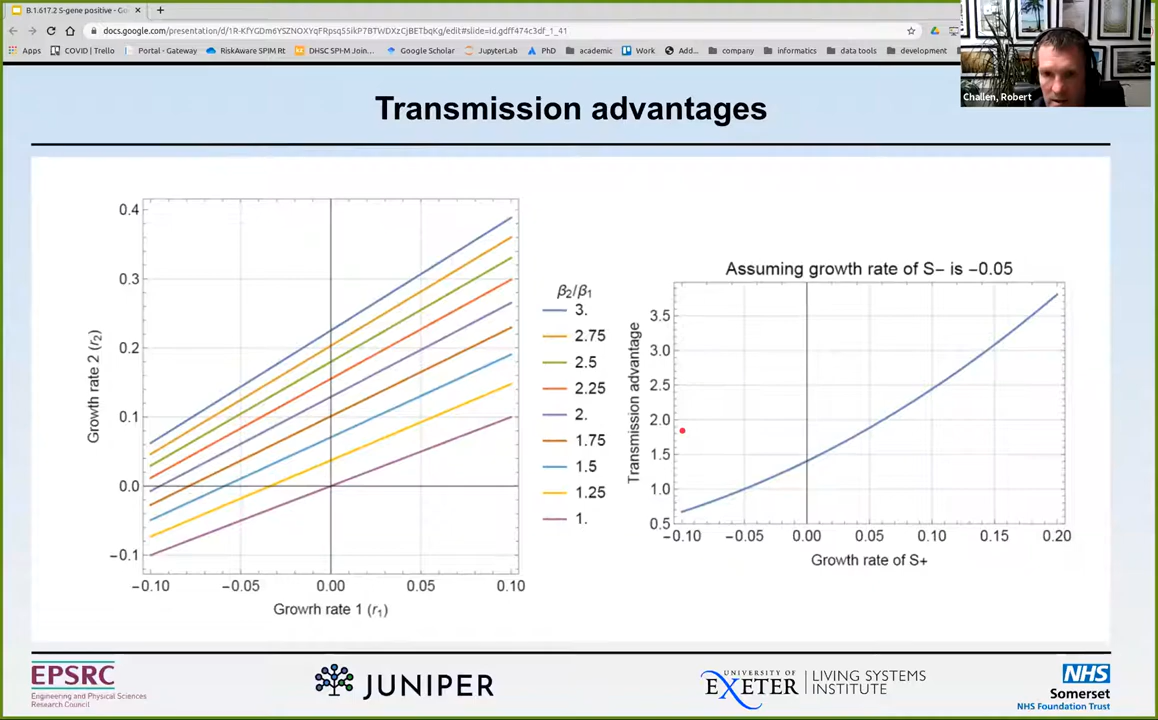 B.1.617.2 S-gene positive - Go
docs.google.com/presentation/d/1R-KfYGDm6YSZNOXYqFRpsq5SikP7BTWDXzCjBETbqKg/edit#slide=id.gdff474c3df_1_41
Apps COVID | Trello Portal - Gateway RiskAware SPIM Rt DHSC SPI-M Join... Google Scholar JupyterLab PhD academic Work Add... company informatics data tools development
Challen, Robert
Transmission advantages
0.4
0.3
0.2
0.1
0.0
−0.1
Growth rate 2 (r₂)
−0.10 −0.05 0.00 0.05 0.10
Growrh rate 1 (r₁)
β₂/β₁
3.
2.75
2.5
2.25
2.
1.75
1.5
1.25
1.
Assuming growth rate of S− is −0.05
3.5
3.0
2.5
2.0
1.5
1.0
0.5
Transmission advantage
−0.10 −0.05 0.00 0.05 0.10 0.15 0.20
Growth rate of S+
EPSRC
Engineering and Physical Sciences
Research Council
JUNIPER
UNIVERSITY OF
EXETER
LIVING SYSTEMS
INSTITUTE
NHS
Somerset
NHS Foundation Trust